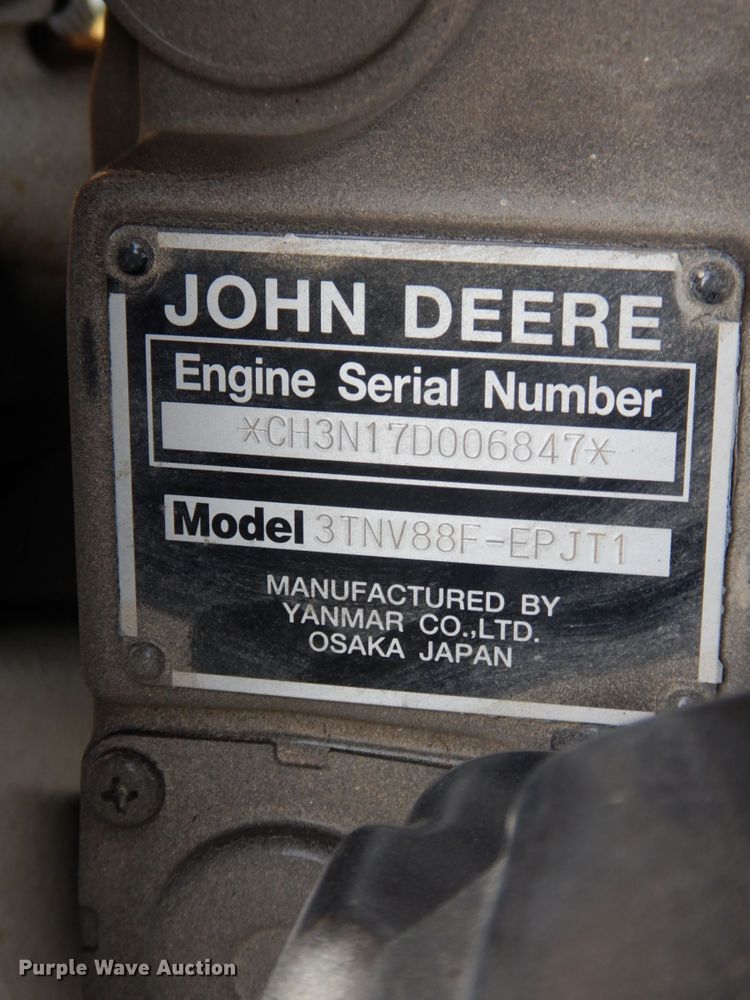 JOHN DEERE
Engine Serial Number
*CH3N17D006847*
Model 3TNV88F-EPJT1
MANUFACTURED BY
YANMAR CO.,LTD.
OSAKA JAPAN
Purple Wave Auction